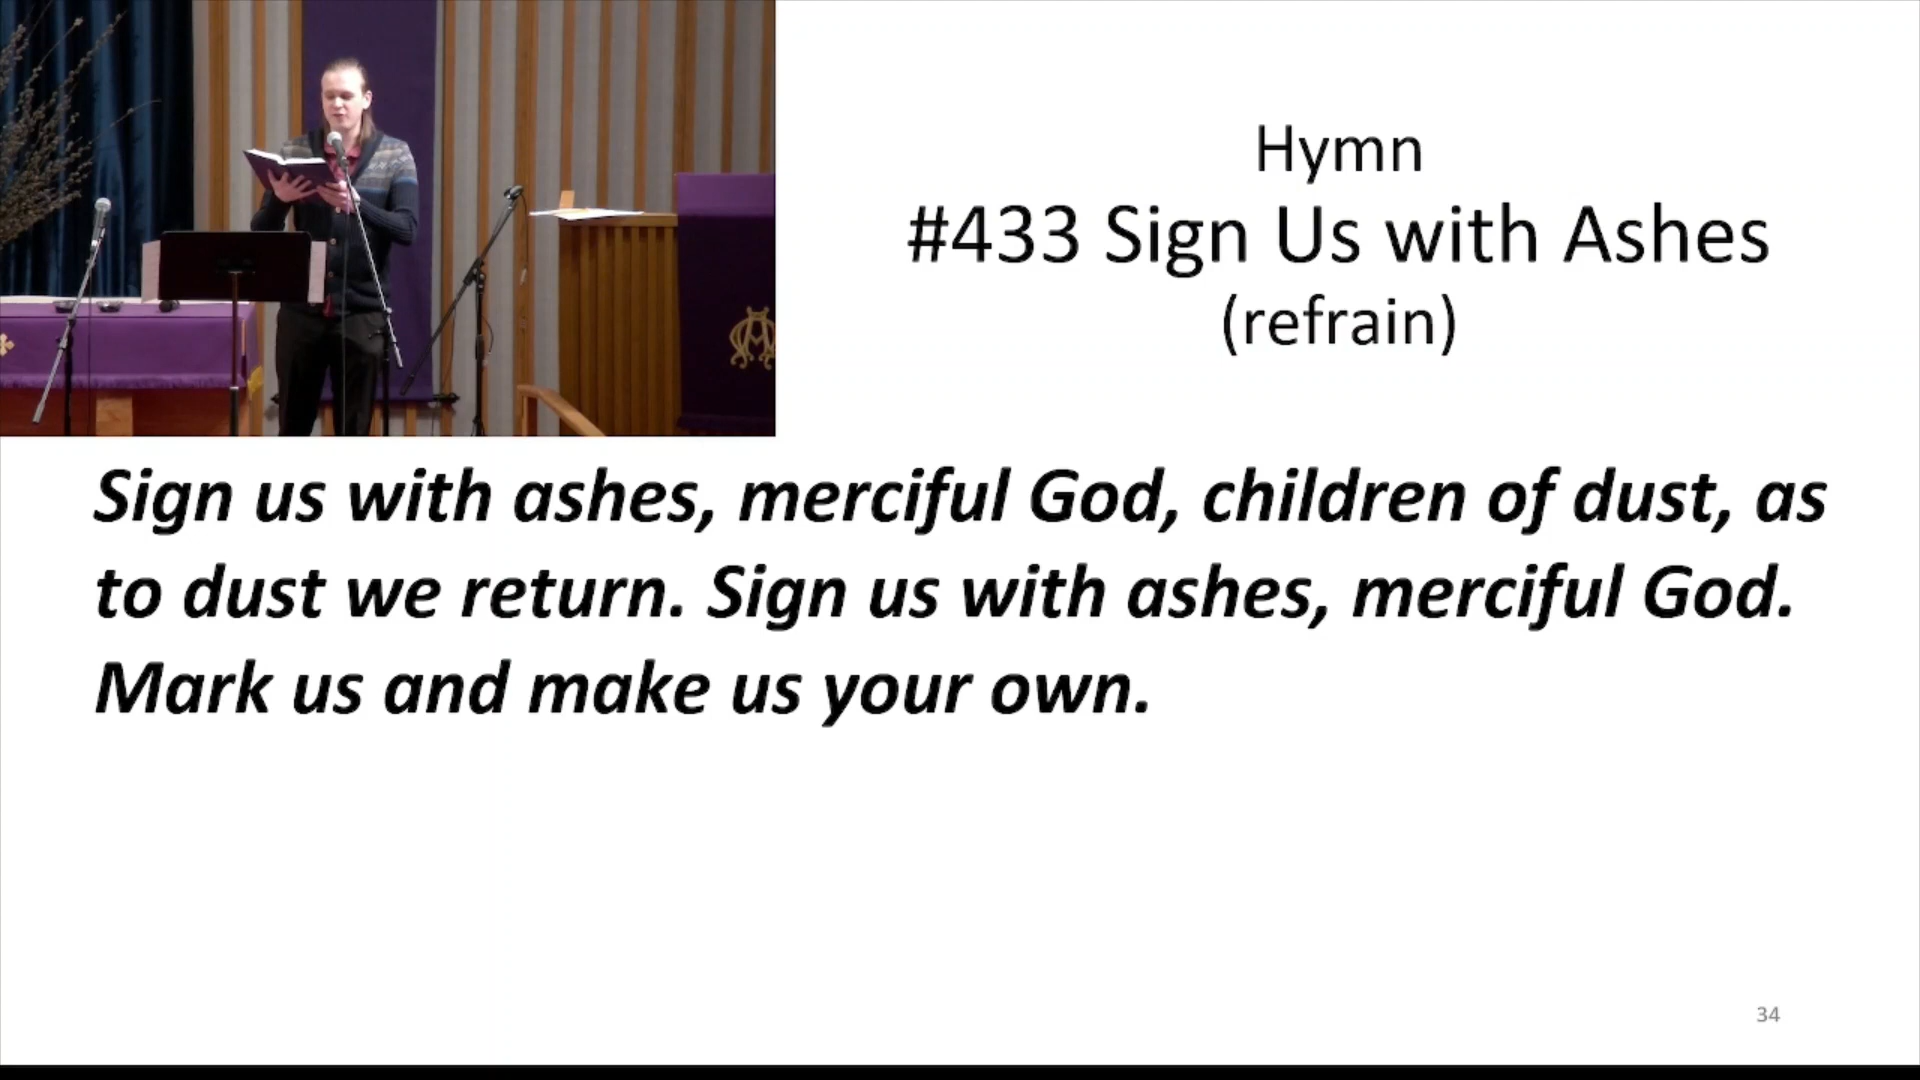 Hymn
#433 Sign Us with Ashes
(refrain)
Sign us with ashes, merciful God, children of dust, as
to dust we return. Sign us with ashes, merciful God.
Mark us and make us your own.
34